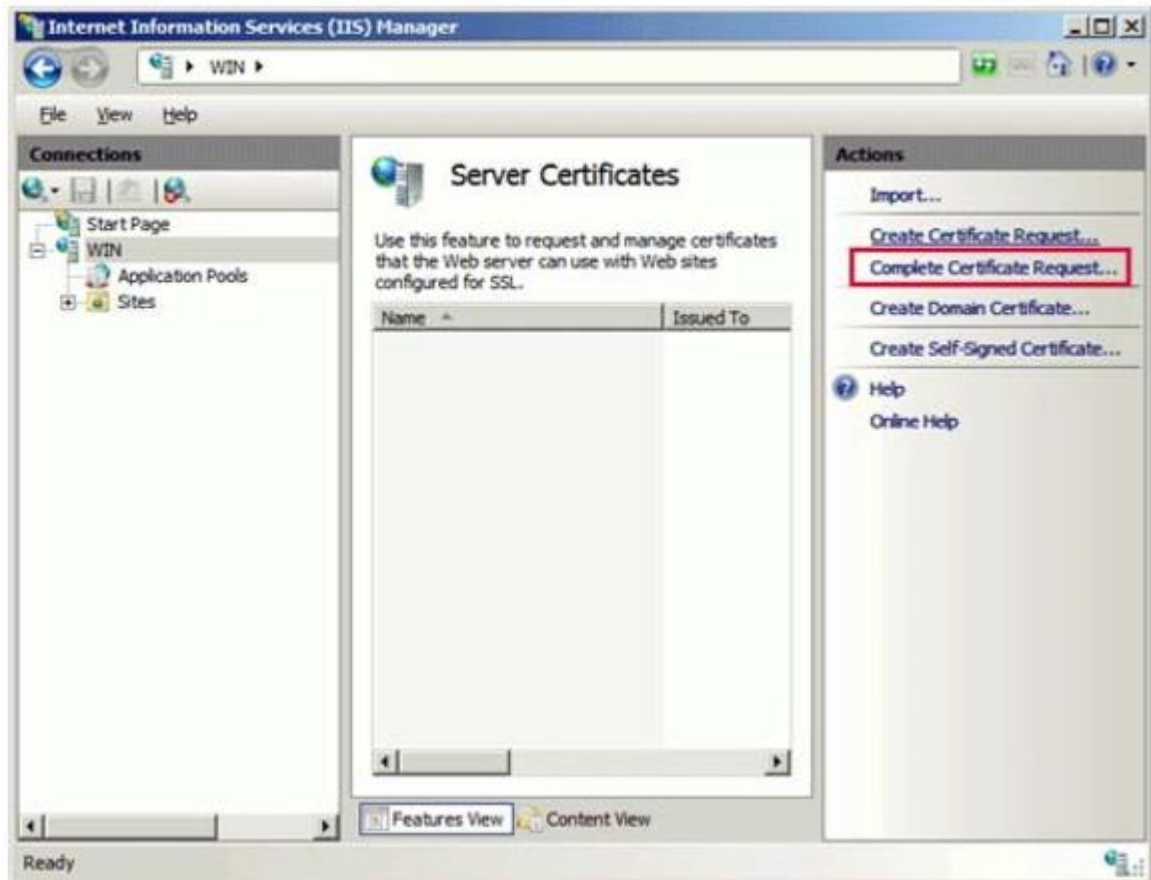 Internet Information Services (IIS) Manager
WIN
File View Help
Connections
Start Page
WIN
Application Pools
Sites
Server Certificates
Use this feature to request and manage certificates
that the Web server can use with Web sites
configured for SSL.
Name Issued To
Features View Content View
Actions
Import...
Create Certificate Request...
Complete Certificate Request...
Create Domain Certificate...
Create Self-Signed Certificate...
Help
Online Help
Ready